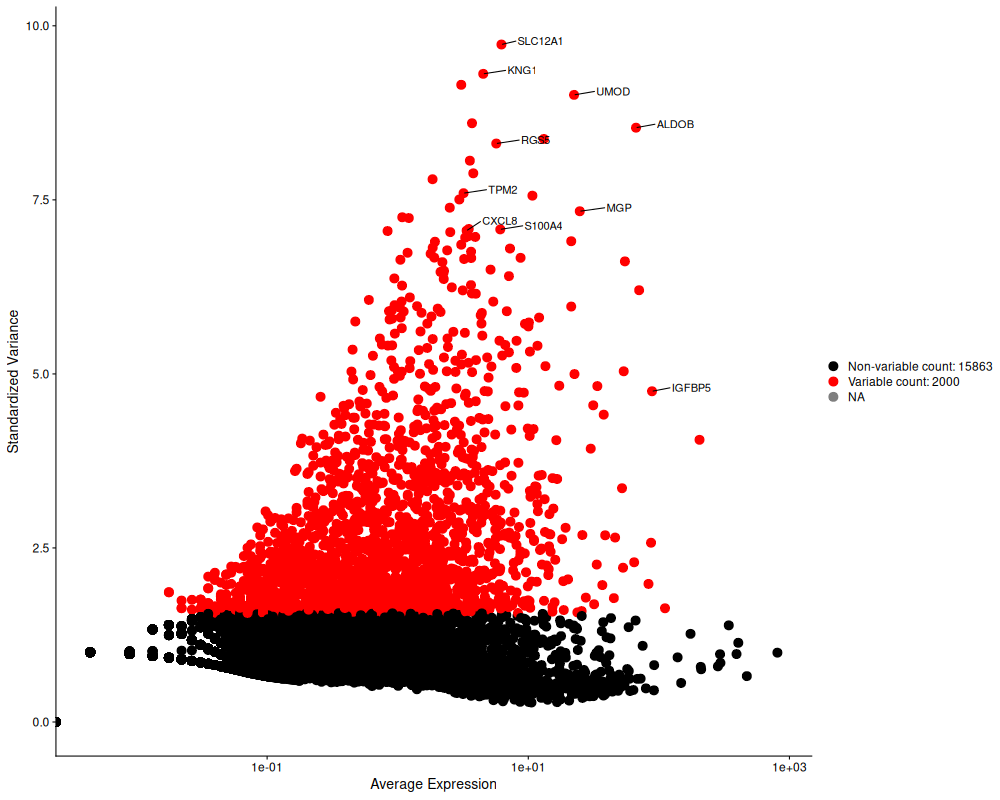 10.0
SLC12A1
KNG1
UMOD
ALDOB
RGS5
7.5
TPM2
MGP
CXCL8
S100A4
Standardized Variance
5.0
IGFBP5
Non-variable count: 15863
Variable count: 2000
NA
2.5
0.0
1e-01
1e+01
1e+03
Average Expression